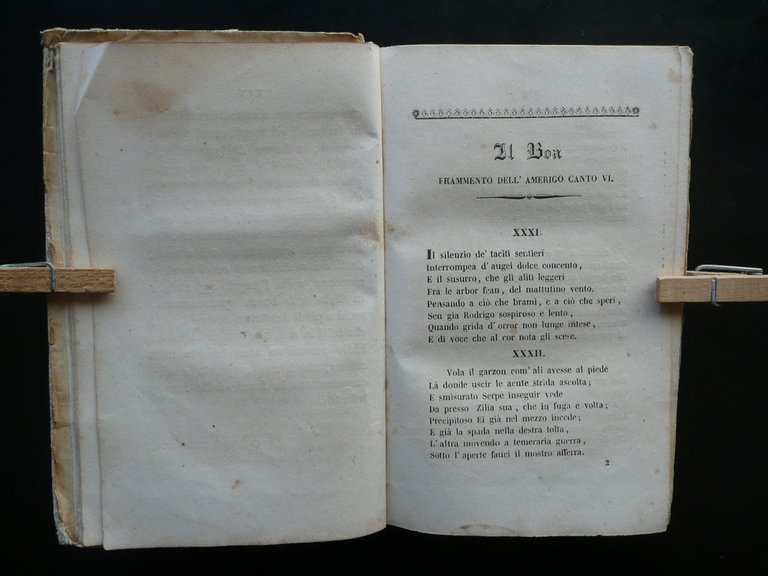 Il Boa
FRAMMENTO DELL' AMERIGO CANTO VI.
XXXI.
Il silenzio de' taciti sentieri
Interrompea d' augei dolce concento,
E il susurro, che gli aliti leggeri
Fra le arbor fean, del mattutino vento.
Pensando a ciò che brami, e a ciò che speri,
Sen gia Rodrigo sospiroso e lento,
Quando grida d' orror non lunge intese,
E di voce che al cor nota gli scese.
XXXII.
Vola il garzon com' ali avesse al piede
Là donde uscir le acute strida ascolta;
E smisurato Serpe inseguir vede
Da presso Zilia sua, che in fuga è volta;
Precipitoso Ei già nel mezzo incede;
E già la spada nella destra tolta,
L' altra movendo a temeraria guerra,
Sotto l' aperte fauci il mostro afferra.
2